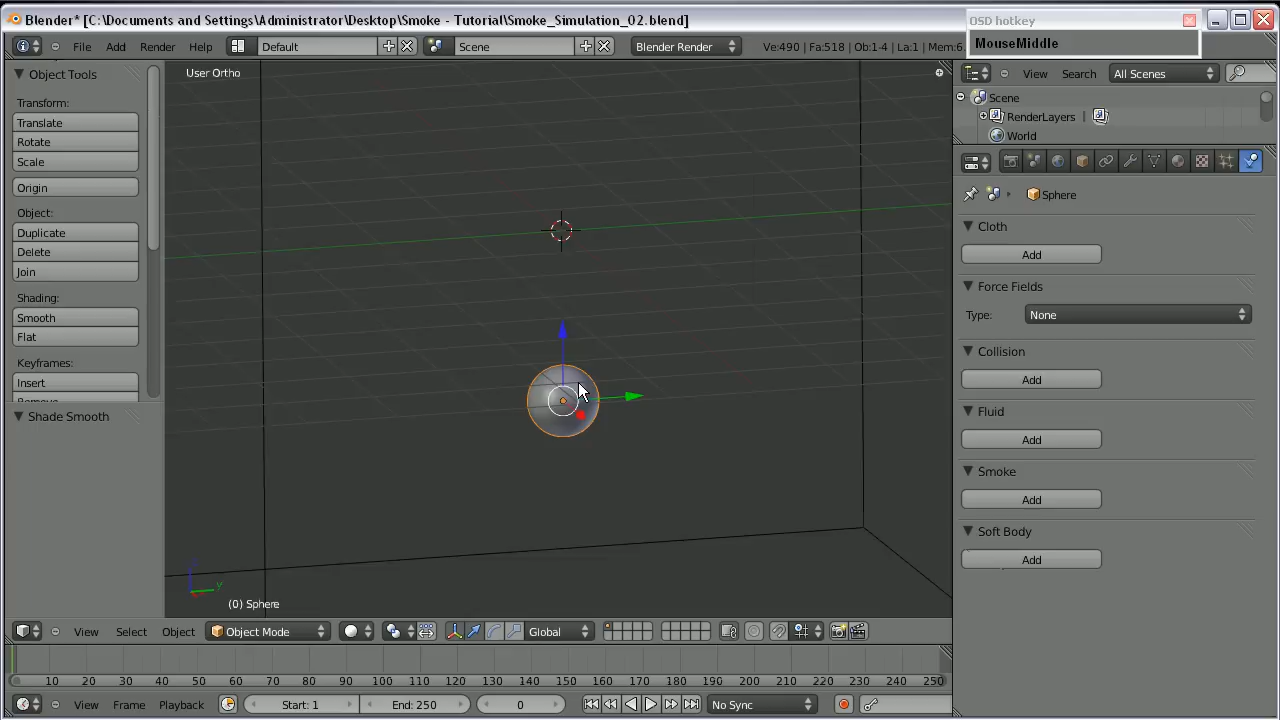 Blender* [C:\Documents and Settings\Administrator\Desktop\Smoke - Tutorial\Smoke_Simulation_02.blend]
OSD hotkey
MouseMiddle
File Add Render Help Default Scene Blender Render Ve:490 | Fa:518 | Ob:1-4 | La:1 | Mem:6.
Object Tools
Transform:
Translate
Rotate
Scale
Origin
Object:
Duplicate
Delete
Join
Shading:
Smooth
Flat
Keyframes:
Insert
Shade Smooth
User Ortho
y
(0) Sphere
View Select Object Object Mode Global
10 20 30 40 50 60 70 80 90 100 110 120 130 140 150 160 170 180 190 200 210 220 230 240 250
View Frame Playback Start: 1 End: 250 0 No Sync
View Search All Scenes
Scene
RenderLayers |
World
Sphere
Cloth
Add
Force Fields
Type: None
Collision
Add
Fluid
Add
Smoke
Add
Soft Body
Add